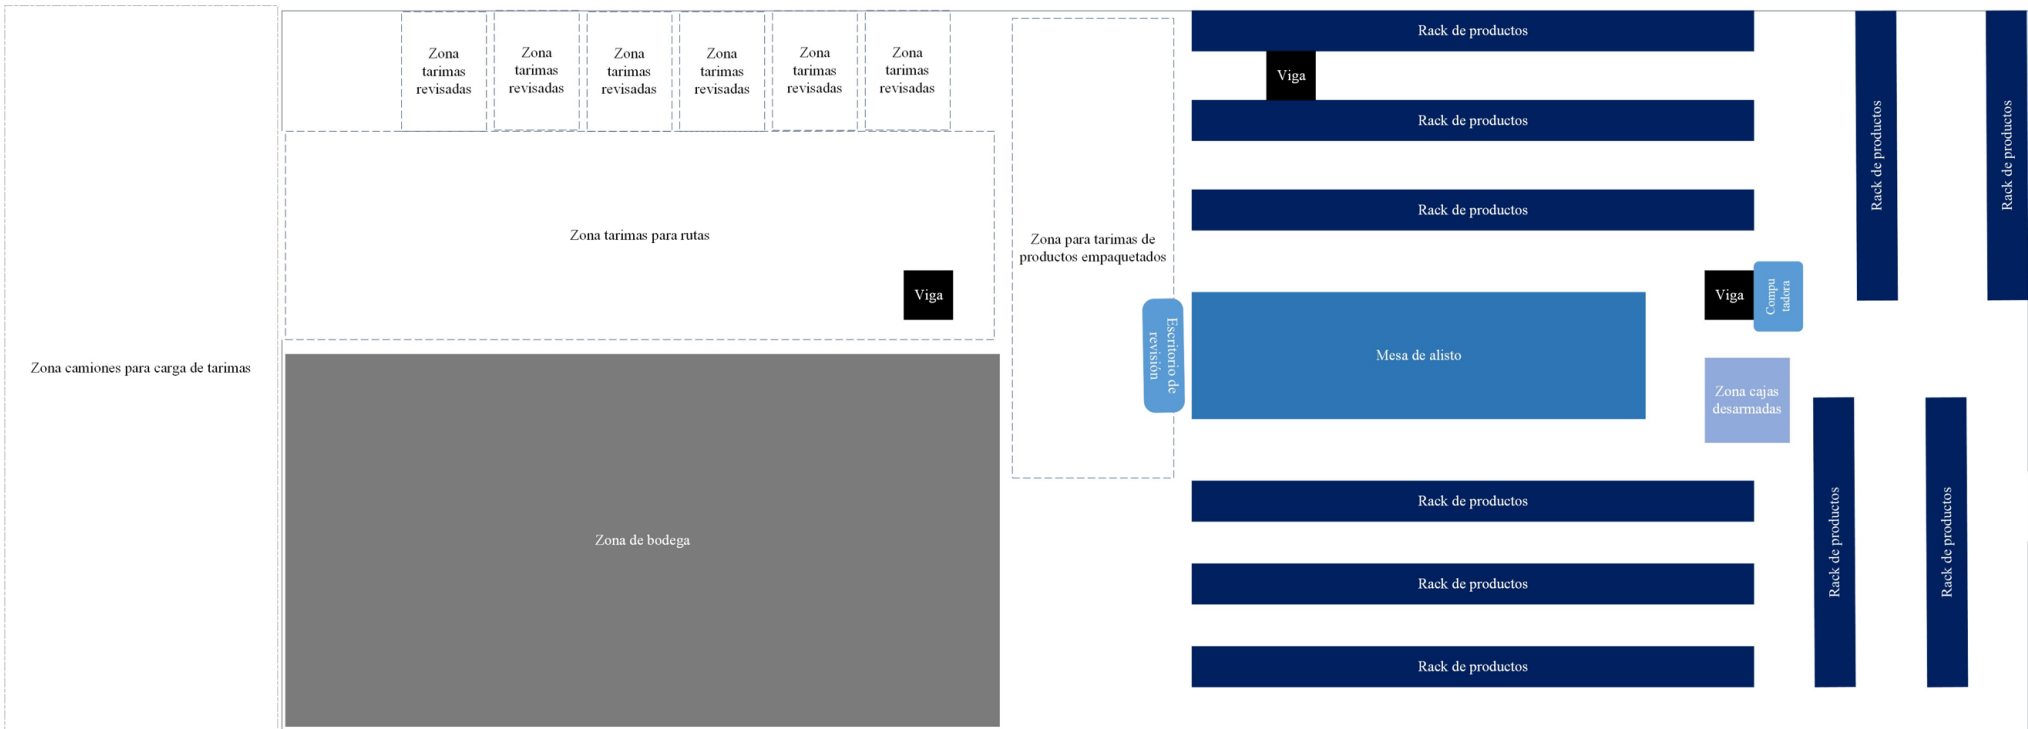 Zona camiones para carga de tarimas
Zona
tarimas
revisadas
Zona
tarimas
revisadas
Zona
tarimas
revisadas
Zona
tarimas
revisadas
Zona
tarimas
revisadas
Zona
tarimas
revisadas
Zona tarimas para rutas
Viga
Zona de bodega
Zona para tarimas de
productos empaquetados
Escritorio de
revisión
Rack de productos
Viga
Rack de productos
Rack de productos
Mesa de alisto
Viga
Compu
tadora
Zona cajas
desarmadas
Rack de productos
Rack de productos
Rack de productos
Rack de productos
Rack de productos
Rack de productos
Rack de productos